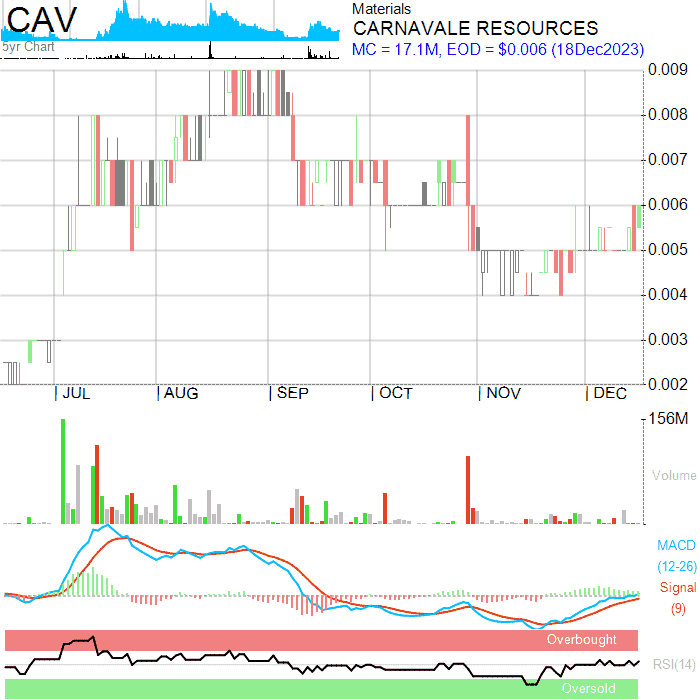 CAV
5yr Chart
Materials
CARNAVALE RESOURCES
MC = 17.1M, EOD = $0.006 (18Dec2023)
0.009
0.008
0.007
0.006
0.005
0.004
0.003
0.002
JUL AUG SEP OCT NOV DEC
156M
Volume
MACD
(12-26)
Signal
(9)
Overbought
RSI(14)
Oversold